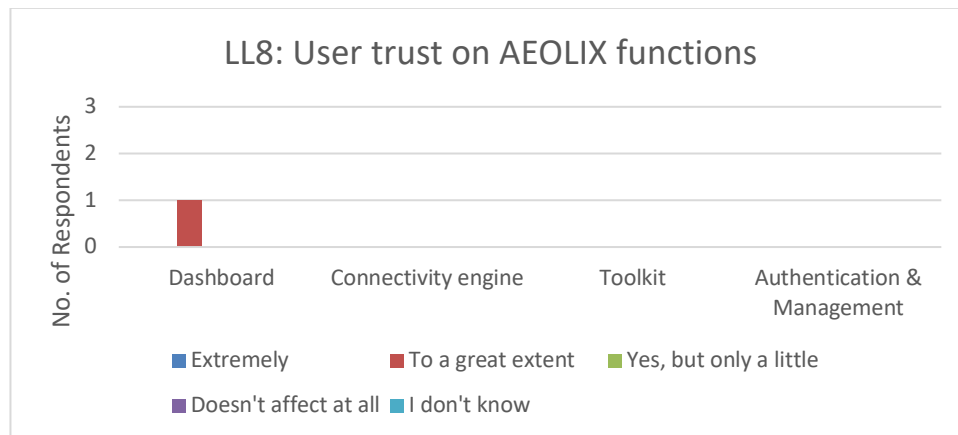 LL8: User trust on AEOLIX functions
No. of Respondents
3
2
1
0
Dashboard
Connectivity engine
Toolkit
Authentication &
Management
Extremely
To a great extent
Yes, but only a little
Doesn't affect at all
I don't know